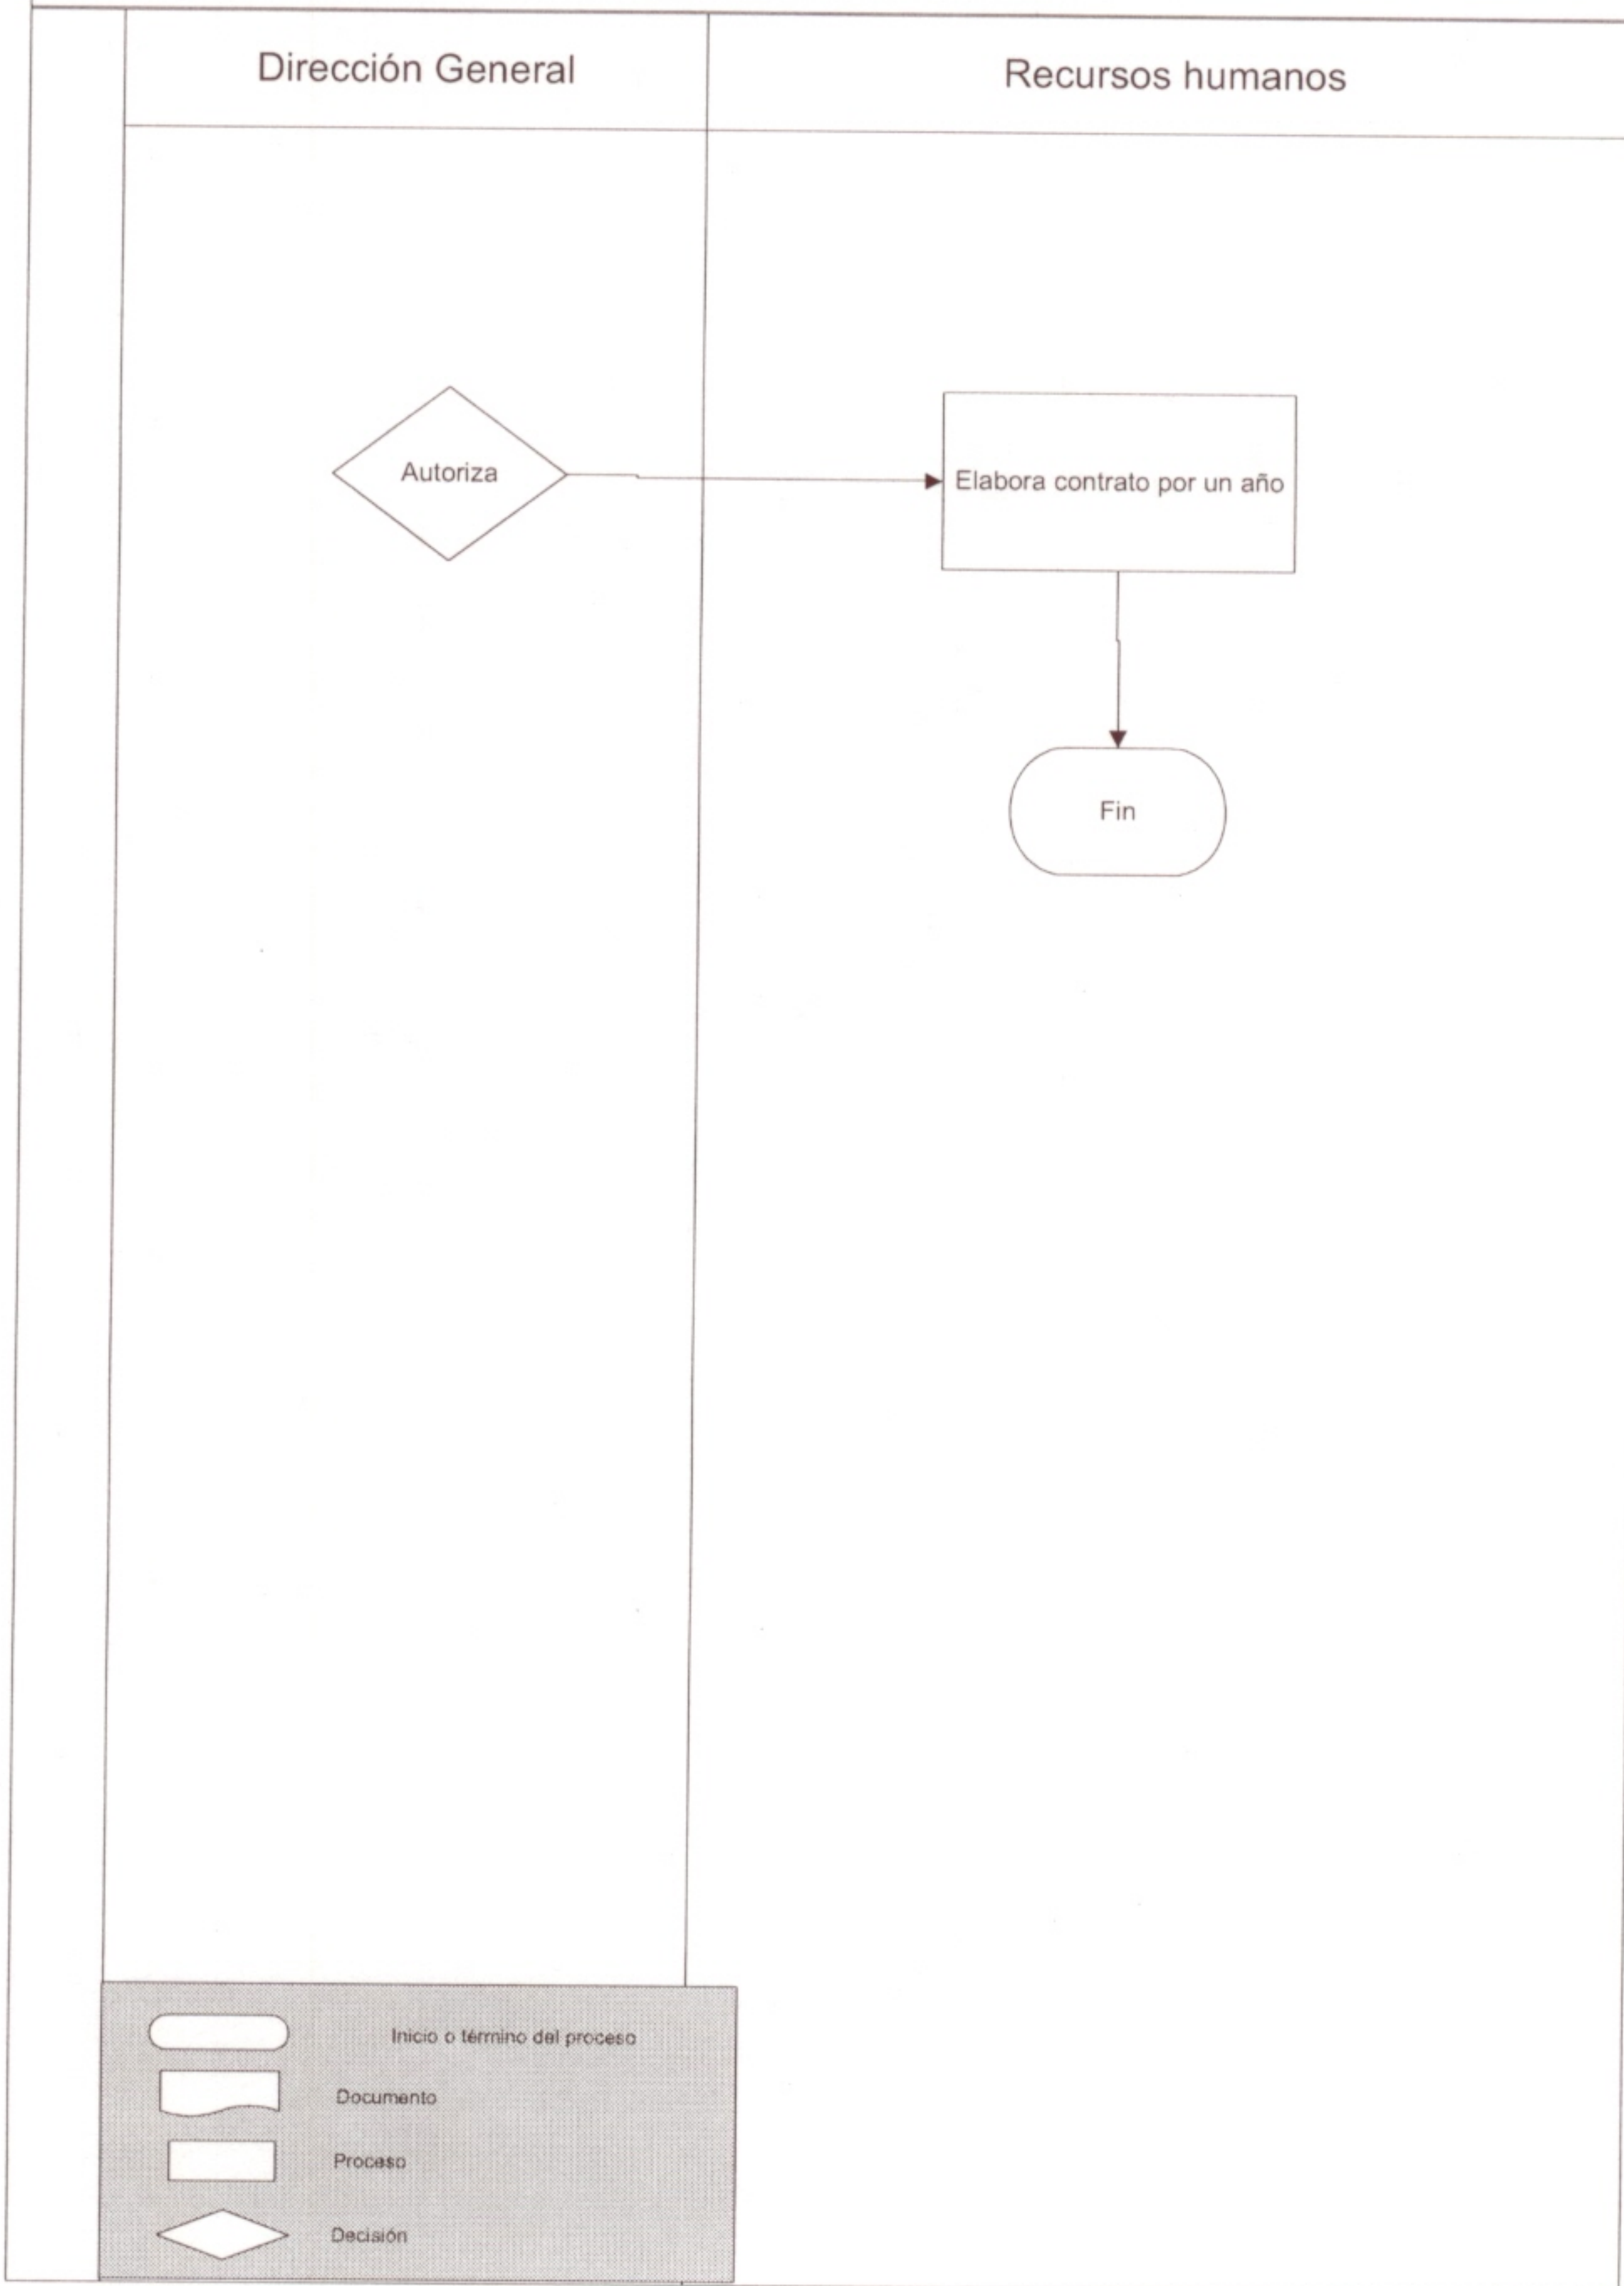 Dirección General
Recursos humanos
Autoriza
Elabora contrato por un año
Fin
Inicio o término del proceso
Documento
Proceso
Decisión